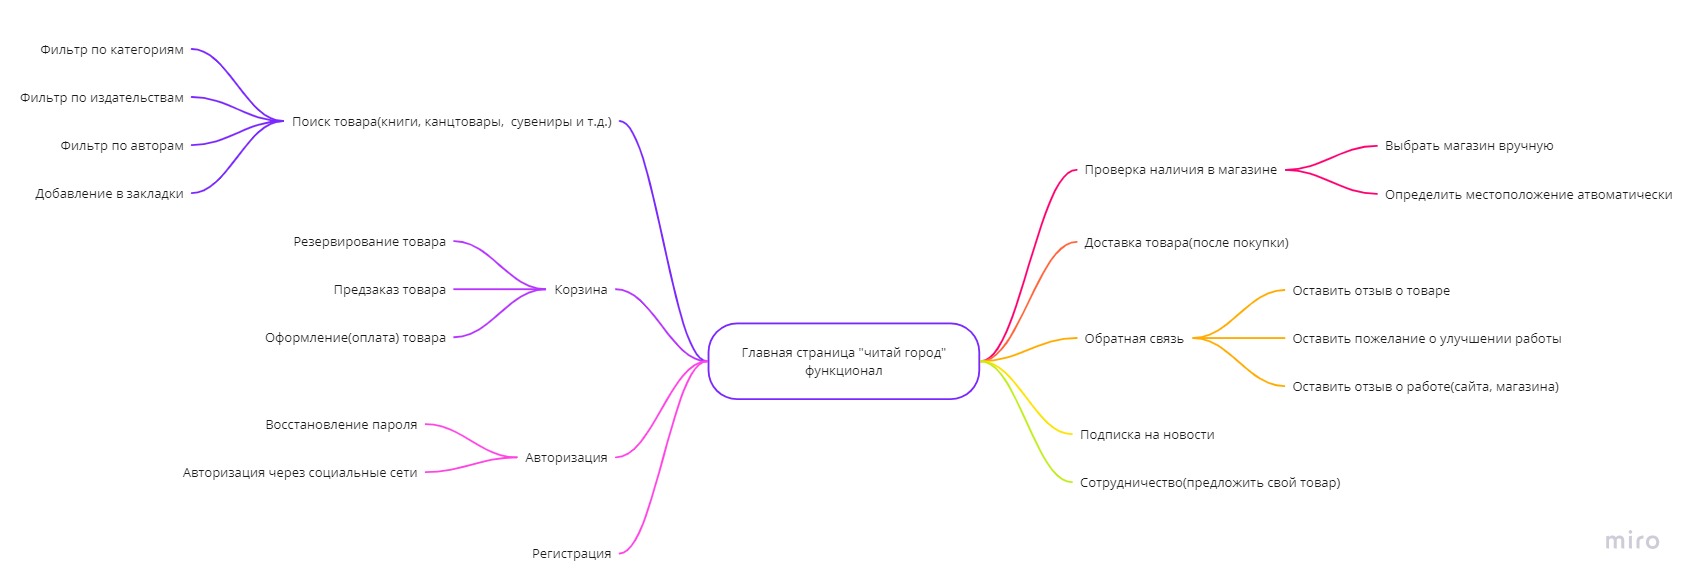 Фильтр по категориям
Фильтр по издательствам
Фильтр по авторам
Добавление в закладки
Поиск товара(книги, канцтовары,  сувениры и т.д.)
Резервирование товара
Предзаказ товара
Оформление(оплата) товара
Корзина
Восстановление пароля
Авторизация через социальные сети
Авторизация
Регистрация
Главная страница "читай город"
функционал
Проверка наличия в магазине
Выбрать магазин вручную
Определить местоположение атвоматически
Доставка товара(после покупки)
Обратная связь
Оставить отзыв о товаре
Оставить пожелание о улучшении работы
Оставить отзыв о работе(сайта, магазина)
Подписка на новости
Сотрудничество(предложить свой товар)
miro